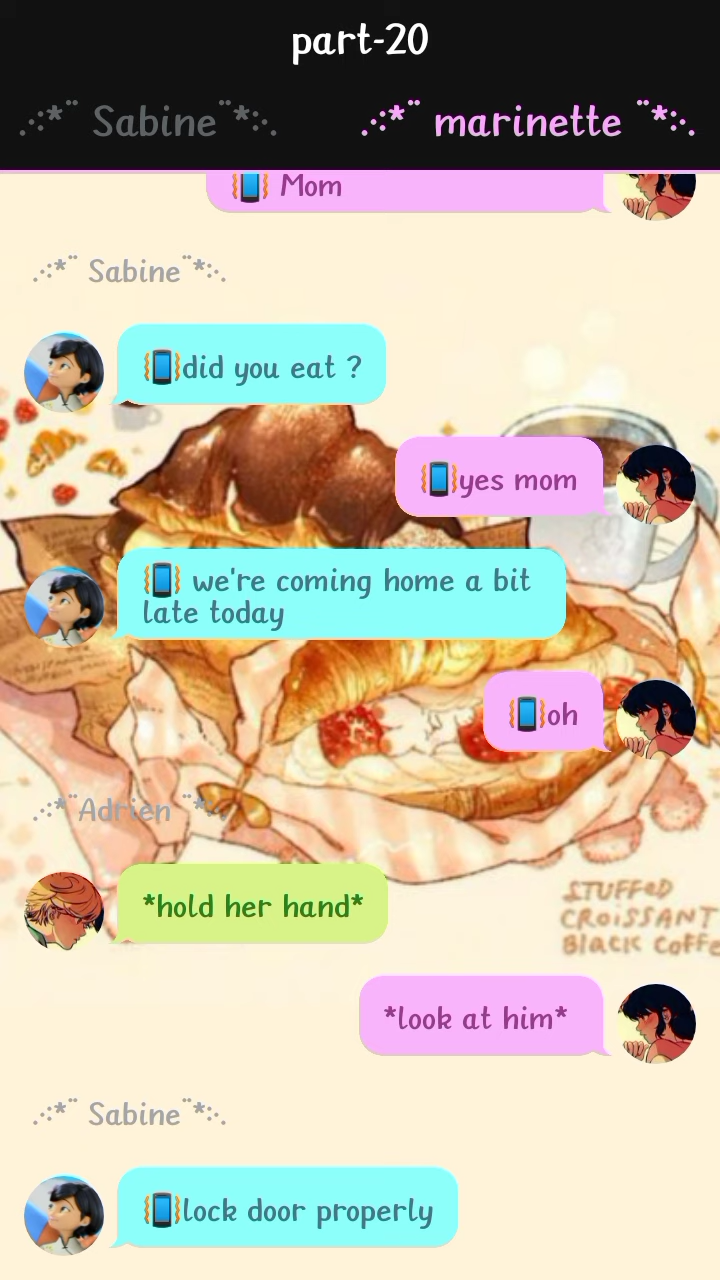 part-20
.·:*¨ Sabine ¨*:·.
.·:*¨ marinette ¨*:·.
📳 Mom
.·:*¨ Sabine ¨*:·.
📳did you eat ?
📳yes mom
📳 we're coming home a bit
late today
📳oh
.·:*¨Adrien ¨*:·.
*hold her hand*
STUFFED
CROISSANT
Black COFFE
*look at him*
.·:*¨ Sabine ¨*:·.
📳lock door properly